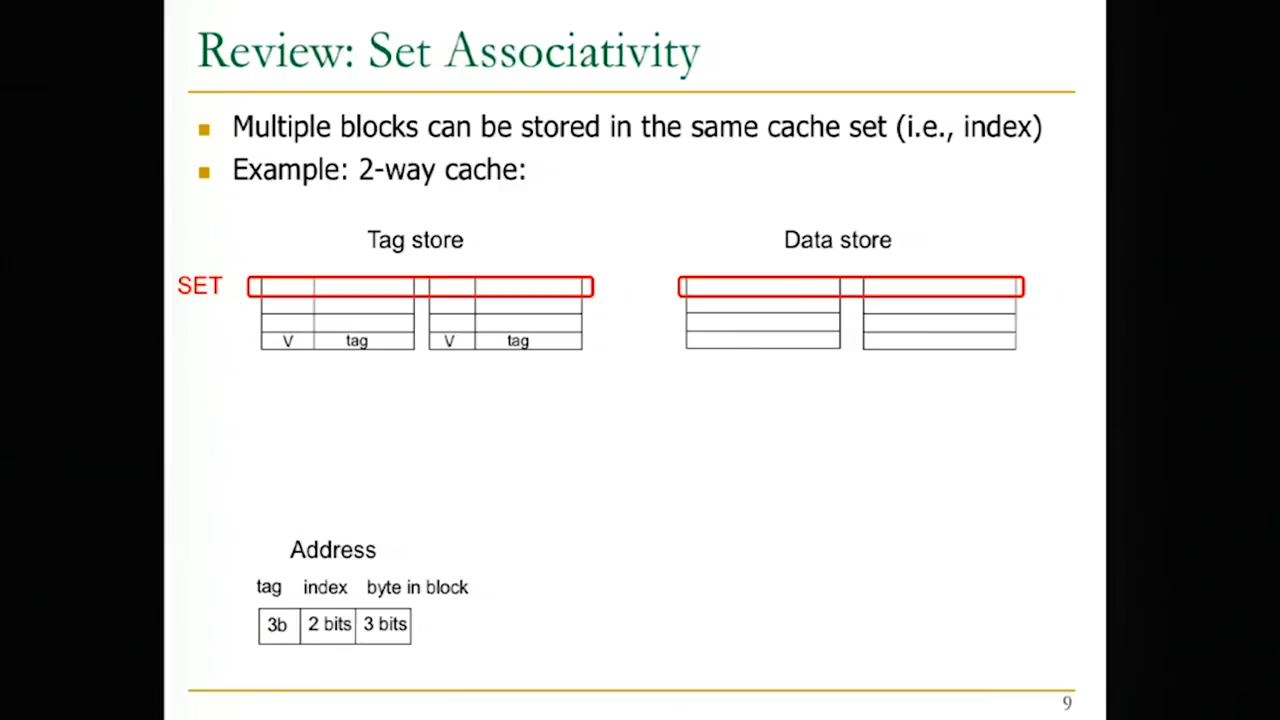 Review: Set Associativity
Multiple blocks can be stored in the same cache set (i.e., index)
Example: 2-way cache:
Tag store
Data store
SET
V tag V tag
Address
tag index byte in block
3b 2 bits 3 bits
9